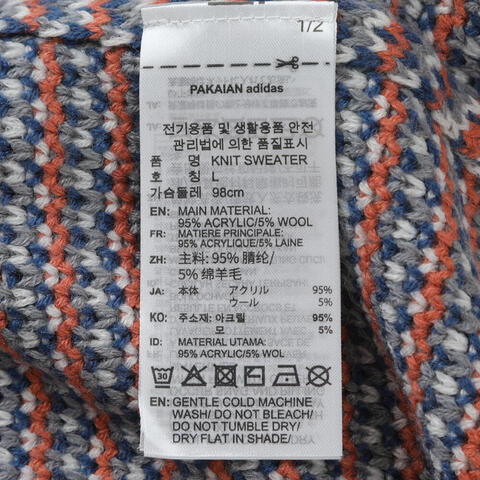 1/2
PAKAIAN adidas
전기용품 및 생활용품 안전
관리법에 의한 품질표시
품 명 KNIT SWEATER
호 칭 L
가슴둘레 98cm
EN: MAIN MATERIAL:
95% ACRYLIC/5% WOOL
FR: MATIERE PRINCIPALE:
95% ACRYLIQUE/5% LAINE
ZH: 主料: 95% 腈纶/
5% 绵羊毛
JA: 本体 アクリル 95%
ウール 5%
KO: 주소재: 아크릴 95%
모 5%
ID: MATERIAL UTAMA:
95% ACRYLIC/5% WOL
30
EN: GENTLE COLD MACHINE
WASH/ DO NOT BLEACH/
DO NOT TUMBLE DRY/
DRY FLAT IN SHADE/